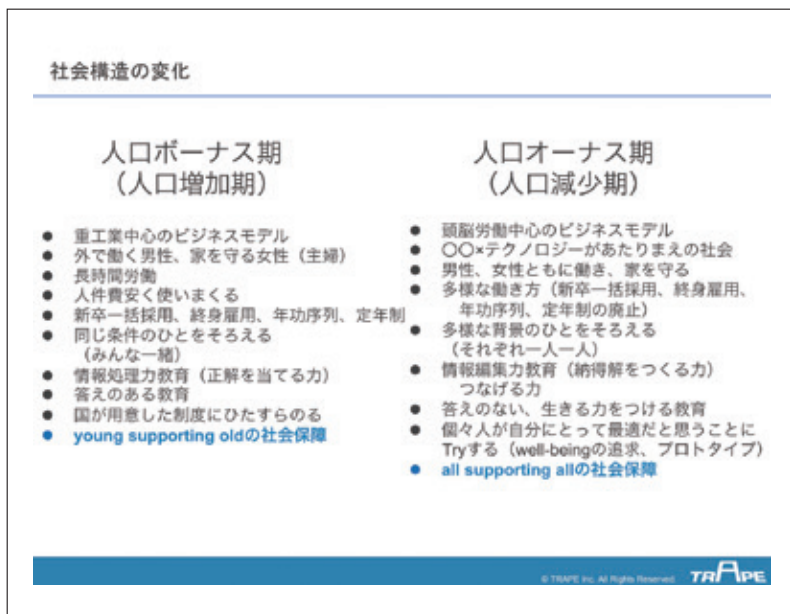 社会構造の変化
人口ボーナス期
（人口増加期）
● 重工業中心のビジネスモデル
● 外で働く男性、家を守る女性（主婦）
● 長時間労働
● 人件費安く使いまくる
● 新卒一括採用、終身雇用、年功序列、定年制
● 同じ条件のひとをそろえる
（みんな一緒）
● 情報処理力教育（正解を当てる力）
● 答えのある教育
● 国が用意した制度にひたすらのる
● young supporting oldの社会保障
人口オーナス期
（人口減少期）
● 頭脳労働中心のビジネスモデル
● 〇〇×テクノロジーがあたりまえの社会
● 男性、女性ともに働き、家を守る
● 多様な働き方（新卒一括採用、終身雇用、
年功序列、定年制の廃止）
● 多様な背景のひとをそろえる
（それぞれ一人一人）
● 情報編集力教育（納得解をつくる力）
つなげる力
● 答えのない、生きる力をつける教育
● 個々人が自分にとって最適だと思うことに
Tryする（well-beingの追求、プロトタイプ）
● all supporting allの社会保障
© TRAPE Inc. All Rights Reserved.
TRAPE